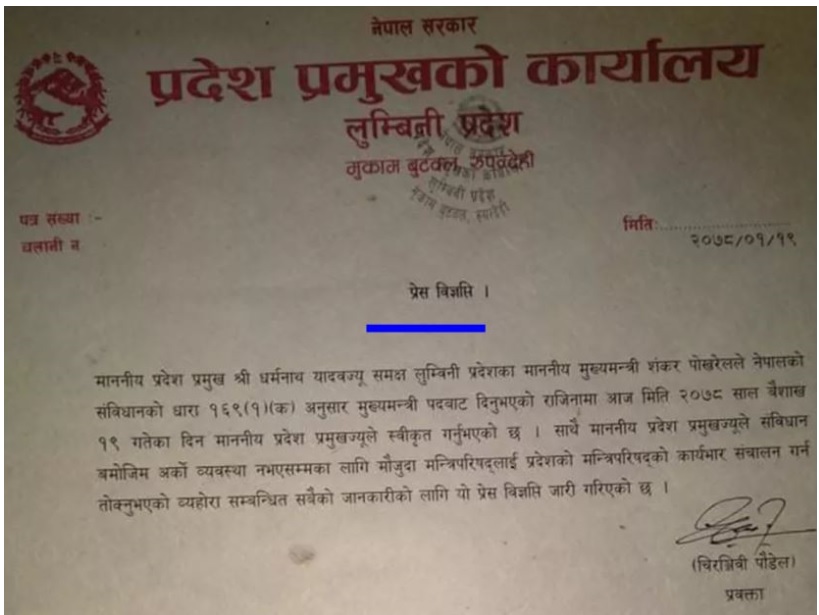 नेपाल सरकार
प्रदेश प्रमुखको कार्यालय
लुम्बिनी प्रदेश
मुकाम बुटवल, रुपन्देही
नेपाल सरकार
लुम्बिनी प्रदेश
मुकाम बुटवल, रुपन्देही
पत्र संख्या :-
चलानी न
मिति:....................
२०७८/०१/१९
प्रेस विज्ञप्ति ।
माननीय प्रदेश प्रमुख श्री धर्मनाथ यादवज्यू समक्ष लुम्बिनी प्रदेशका माननीय मुख्यमन्त्री शंकर पोखरेलले नेपालको
संविधानको धारा १६९(१)(क) अनुसार मुख्यमन्त्री पदबाट दिनुभएको राजिनामा आज मिति २०७८ साल बैशाख
१९ गतेका दिन माननीय प्रदेश प्रमुखज्यूले स्वीकृत गर्नुभएको छ । साथै माननीय प्रदेश प्रमुखज्यूले संविधान
बमोजिम अर्को व्यवस्था नभएसम्मका लागि मौजुदा मन्त्रिपरिषद्लाई प्रदेशको मन्त्रिपरिषद्को कार्यभार संचालन गर्न
तोक्नुभएको व्यहोरा सम्बन्धित सबैको जानकारीको लागि यो प्रेस विज्ञप्ति जारी गरिएको छ ।
(चिरञ्जिवी पौडेल)
प्रवक्ता